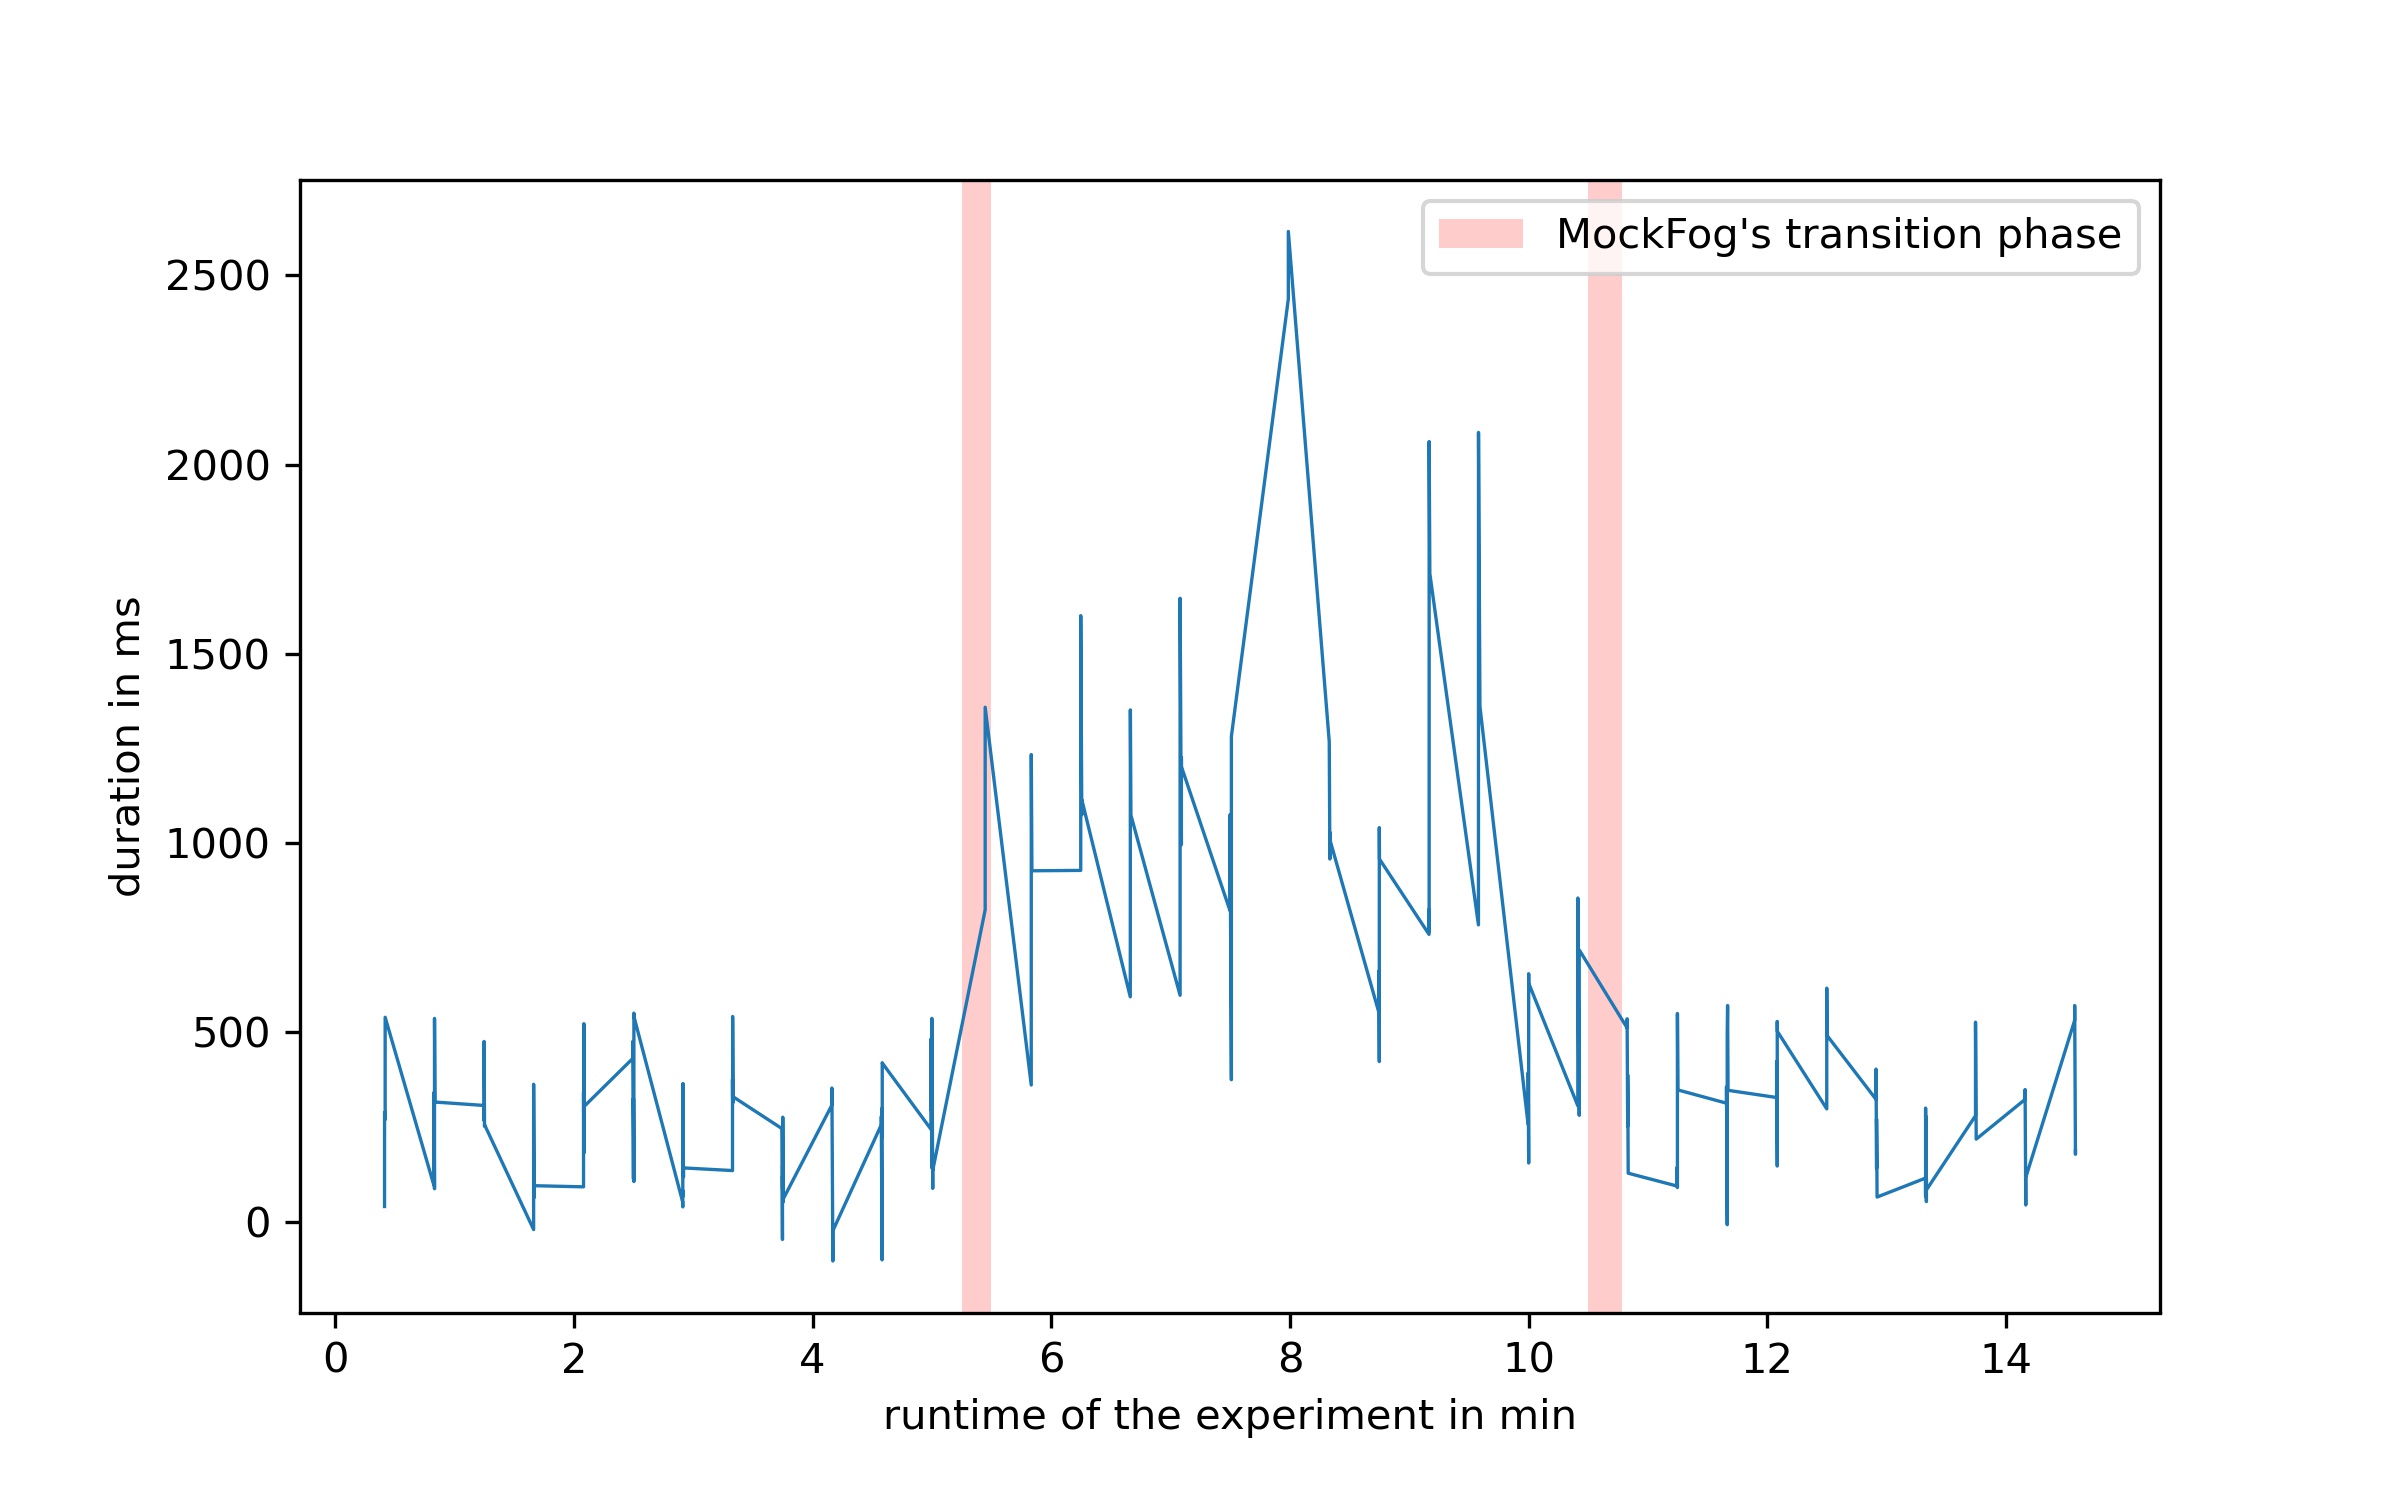 MockFog's transition phase
2500
2000
1500
1000
500
0
duration in ms
0 2 4 6 8 10 12 14
runtime of the experiment in min